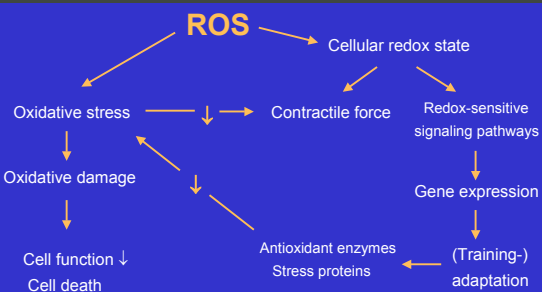 ROS
Cellular redox state
Oxidative stress
↓
Contractile force
Redox-sensitive
signaling pathways
Oxidative damage
↓
Gene expression
Cell function ↓
Cell death
Antioxidant enzymes
Stress proteins
(Training-)
adaptation